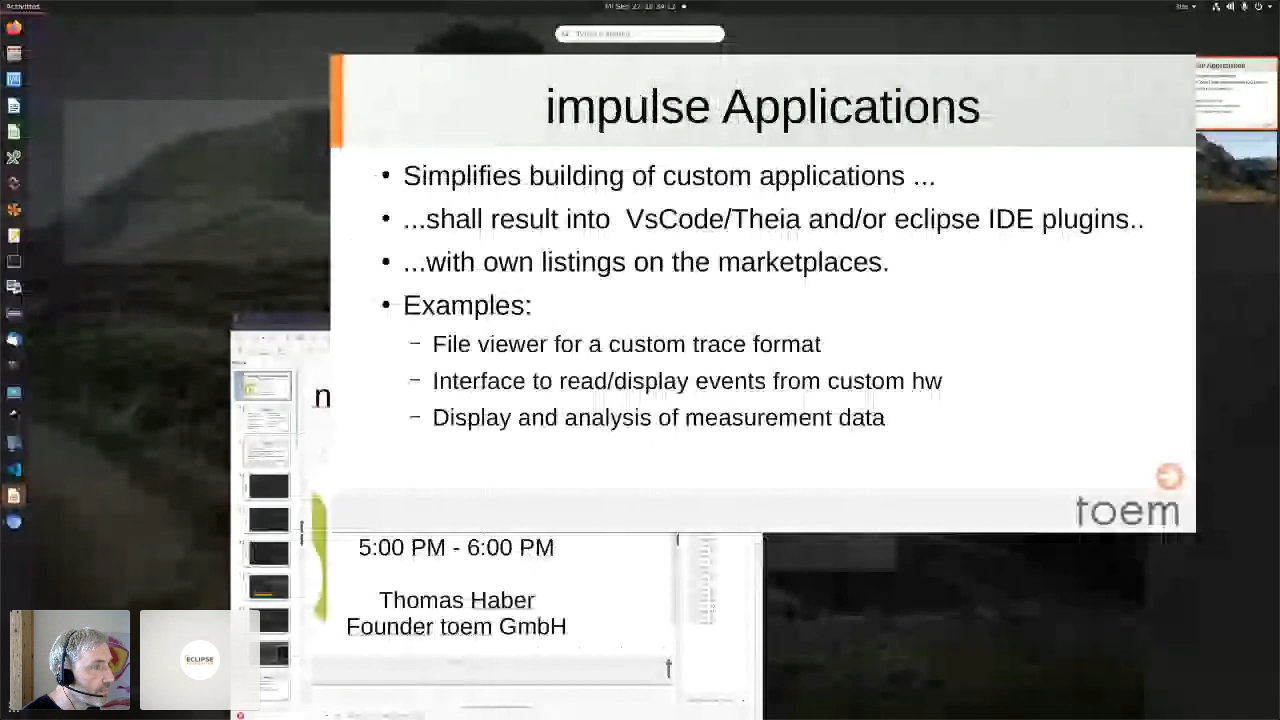 Activities
impulse Applications
• Simplifies building of custom applications ...
• ...shall result into VsCode/Theia and/or eclipse IDE plugins..
• ...with own listings on the marketplaces.
• Examples:
– File viewer for a custom trace format
– Interface to read/display events from custom hw
– Display and analysis of measurement data
toem
n
5:00 PM - 6:00 PM
Thomas Haber
Founder toem GmbH
ECLIPSE